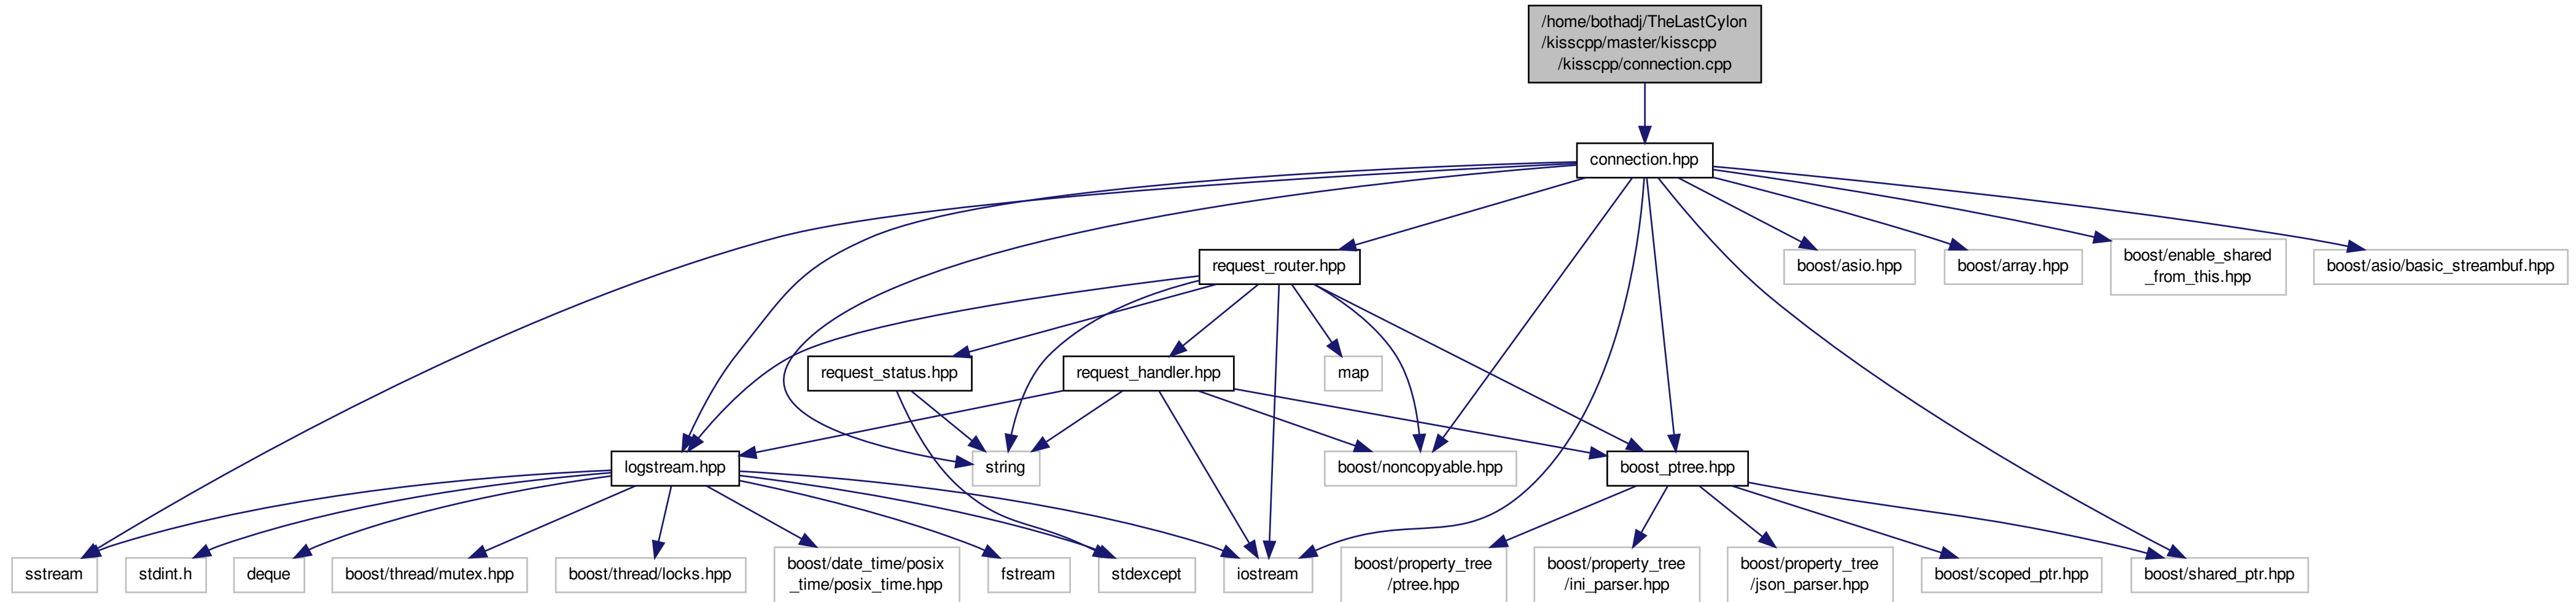 /home/bothadj/TheLastCylon
/kisscpp/master/kisscpp
/kisscpp/connection.cpp
connection.hpp
request_router.hpp
boost/asio.hpp
boost/array.hpp
boost/enable_shared
_from_this.hpp
boost/asio/basic_streambuf.hpp
request_status.hpp
request_handler.hpp
map
logstream.hpp
string
boost/noncopyable.hpp
boost_ptree.hpp
sstream
stdint.h
deque
boost/thread/mutex.hpp
boost/thread/locks.hpp
boost/date_time/posix
_time/posix_time.hpp
fstream
stdexcept
iostream
boost/property_tree
/ptree.hpp
boost/property_tree
/ini_parser.hpp
boost/property_tree
/json_parser.hpp
boost/scoped_ptr.hpp
boost/shared_ptr.hpp